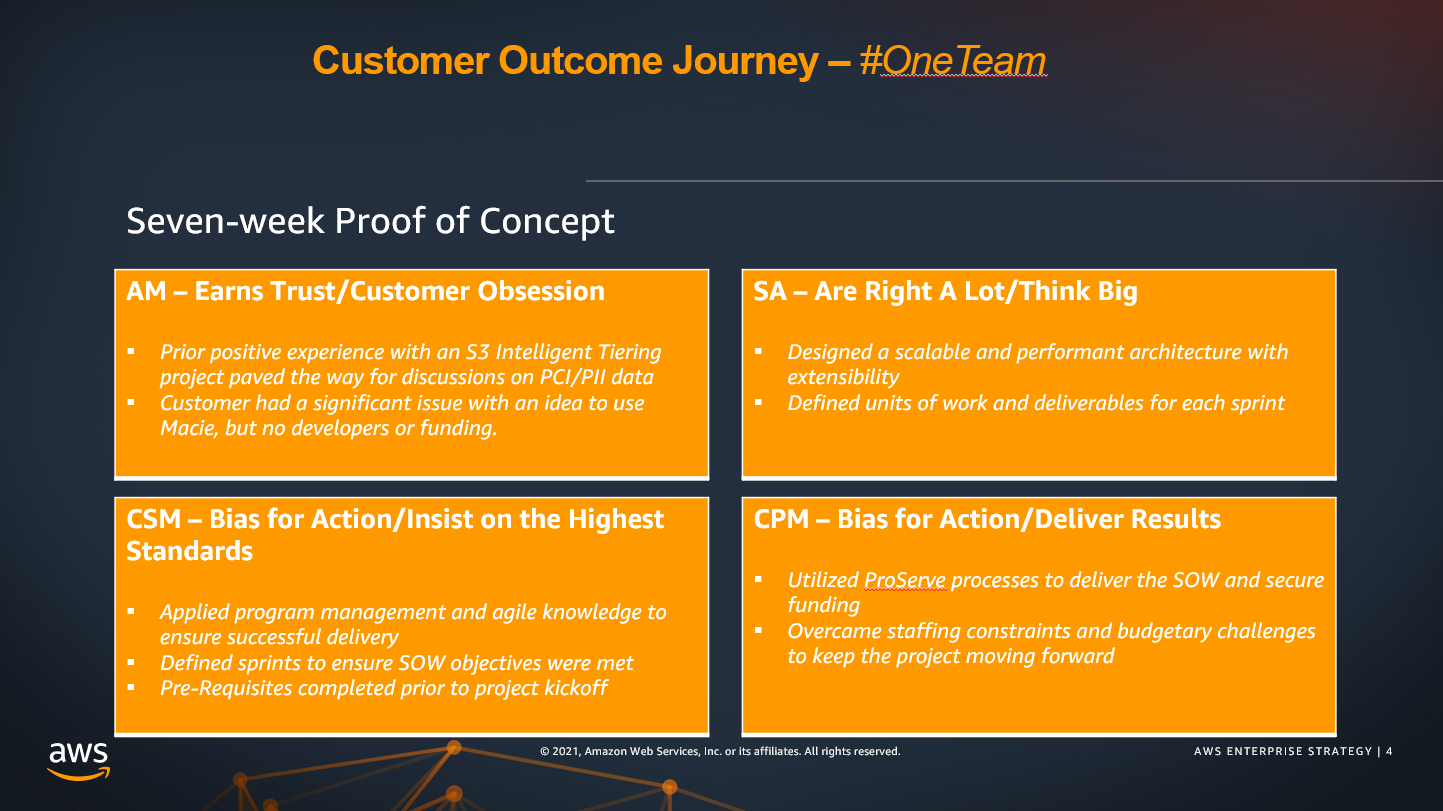 Customer Outcome Journey – #OneTeam
Seven-week Proof of Concept
AM – Earns Trust/Customer Obsession
▪ Prior positive experience with an S3 Intelligent Tiering
project paved the way for discussions on PCI/PII data
▪ Customer had a significant issue with an idea to use
Macie, but no developers or funding.
SA – Are Right A Lot/Think Big
▪ Designed a scalable and performant architecture with
extensibility
▪ Defined units of work and deliverables for each sprint
CSM – Bias for Action/Insist on the Highest
Standards
▪ Applied program management and agile knowledge to
ensure successful delivery
▪ Defined sprints to ensure SOW objectives were met
▪ Pre-Requisites completed prior to project kickoff
CPM – Bias for Action/Deliver Results
▪ Utilized ProServe processes to deliver the SOW and secure
funding
▪ Overcame staffing constraints and budgetary challenges
to keep the project moving forward
aws
© 2021, Amazon Web Services, Inc. or its affiliates. All rights reserved.
AWS ENTERPRISE STRATEGY | 4